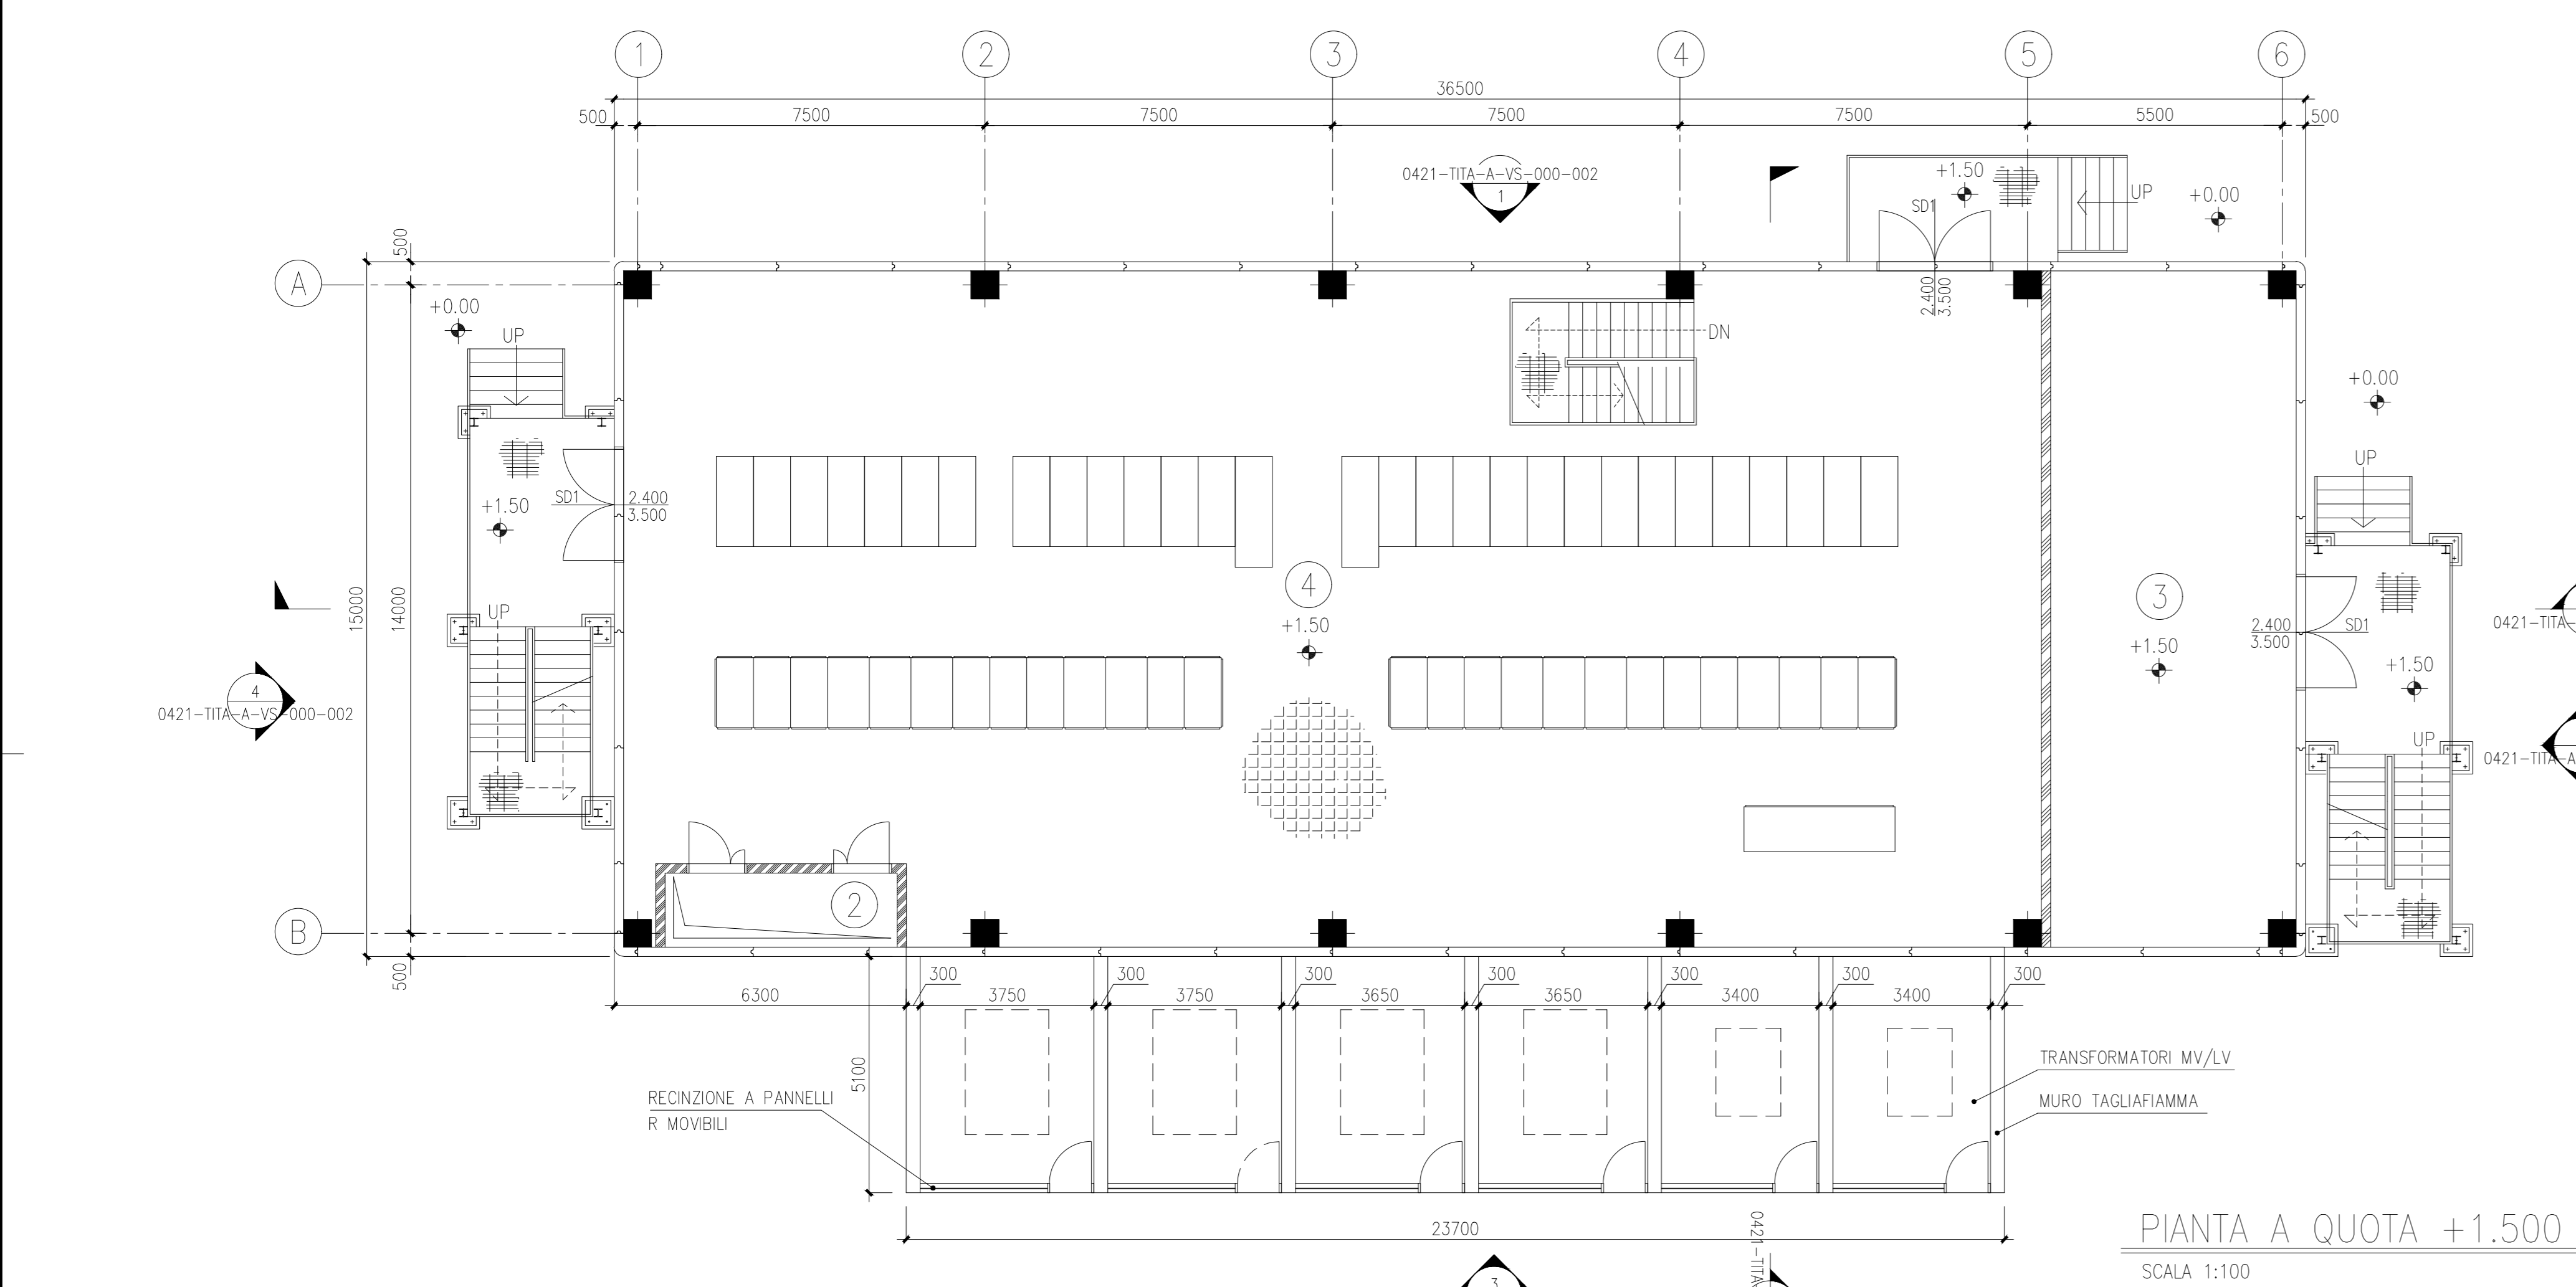 1 2 3 4 5 6
36500
500 7500 7500 7500 7500 5500 500
0421-TITA-A-VS-000-002
1
+1.50
UP
+0.00
SD1
2.400
3.500
A
500
+0.00
UP
DN
+0.00
UP
SD1 2.400
3.500
+1.50
15000
14000
4
+1.50
3
+1.50
2.400 SD1
3.500
+1.50
UP
UP
0421-TITA-
0421-TITA-A
4
0421-TITA-A-VS-000-002
2
B
500
300 300 300 300 300 300 300
6300 3750 3750 3650 3650 3400 3400
5100
RECINZIONE A PANNELLI
R MOVIBILI
TRANSFORMATORI MV/LV
MURO TAGLIAFIAMMA
23700
0421-TITA
3
PIANTA A QUOTA +1.500
SCALA 1:100